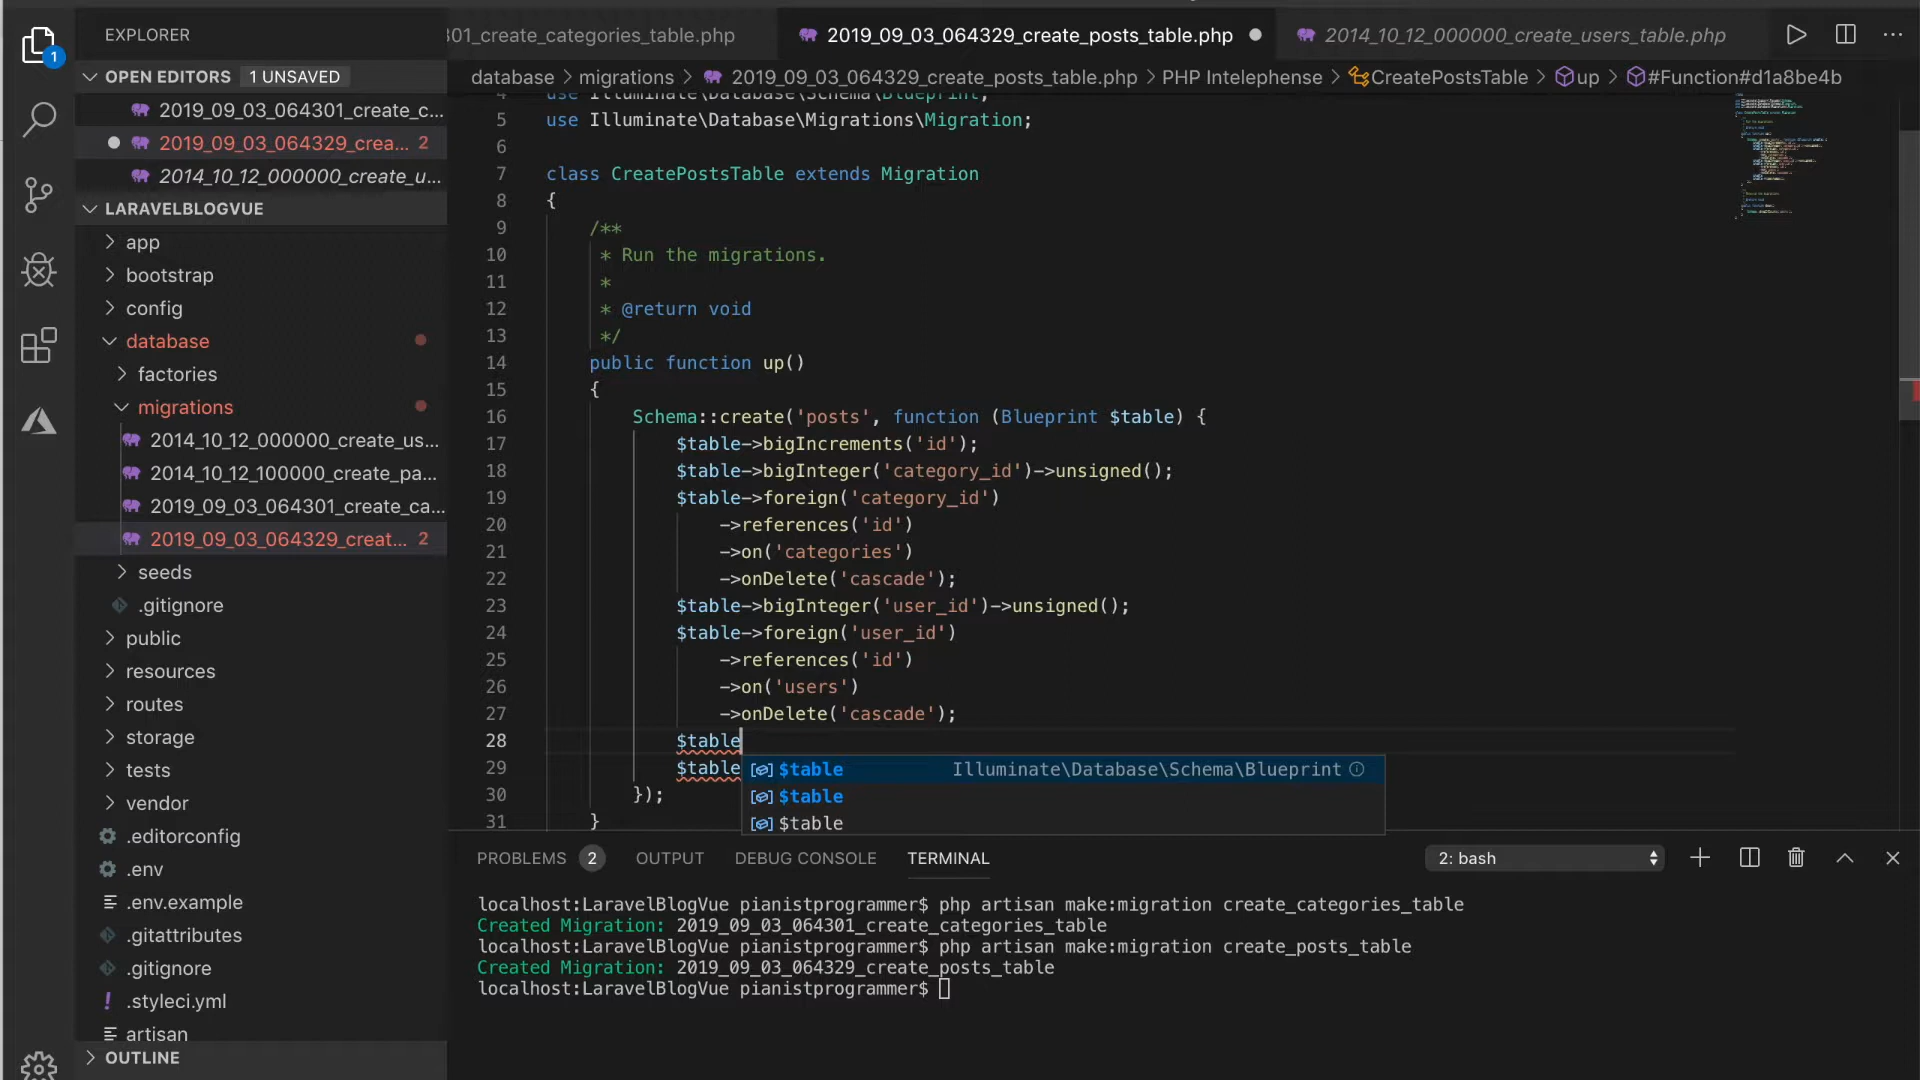 EXPLORER
OPEN EDITORS 1 UNSAVED
2019_09_03_064301_create_c...
2019_09_03_064329_crea... 2
2014_10_12_000000_create_u...
LARAVELBLOGVUE
app
bootstrap
config
database
factories
migrations
2014_10_12_000000_create_us...
2014_10_12_100000_create_pa...
2019_09_03_064301_create_ca...
2019_09_03_064329_creat... 2
seeds
.gitignore
public
resources
routes
storage
tests
vendor
.editorconfig
.env
.env.example
.gitattributes
.gitignore
.styleci.yml
artisan
OUTLINE
1
301_create_categories_table.php 2019_09_03_064329_create_posts_table.php 2014_10_12_000000_create_users_table.php
database > migrations > 2019_09_03_064329_create_posts_table.php > PHP Intelephense > CreatePostsTable > up > #Function#d1a8be4b
4 use Illuminate\Database\Schema\Blueprint;
5 use Illuminate\Database\Migrations\Migration;
6
7 class CreatePostsTable extends Migration
8 {
9 /**
10 * Run the migrations.
11 *
12 * @return void
13 */
14 public function up()
15 {
16 Schema::create('posts', function (Blueprint $table) {
17 $table->bigIncrements('id');
18 $table->bigInteger('category_id')->unsigned();
19 $table->foreign('category_id')
20 ->references('id')
21 ->on('categories')
22 ->onDelete('cascade');
23 $table->bigInteger('user_id')->unsigned();
24 $table->foreign('user_id')
25 ->references('id')
26 ->on('users')
27 ->onDelete('cascade');
28 $table
29 $table
30 });
31 }
$table Illuminate\Database\Schema\Blueprint
$table
$table
PROBLEMS 2 OUTPUT DEBUG CONSOLE TERMINAL 2: bash
localhost:LaravelBlogVue pianistprogrammer$ php artisan make:migration create_categories_table
Created Migration: 2019_09_03_064301_create_categories_table
localhost:LaravelBlogVue pianistprogrammer$ php artisan make:migration create_posts_table
Created Migration: 2019_09_03_064329_create_posts_table
localhost:LaravelBlogVue pianistprogrammer$